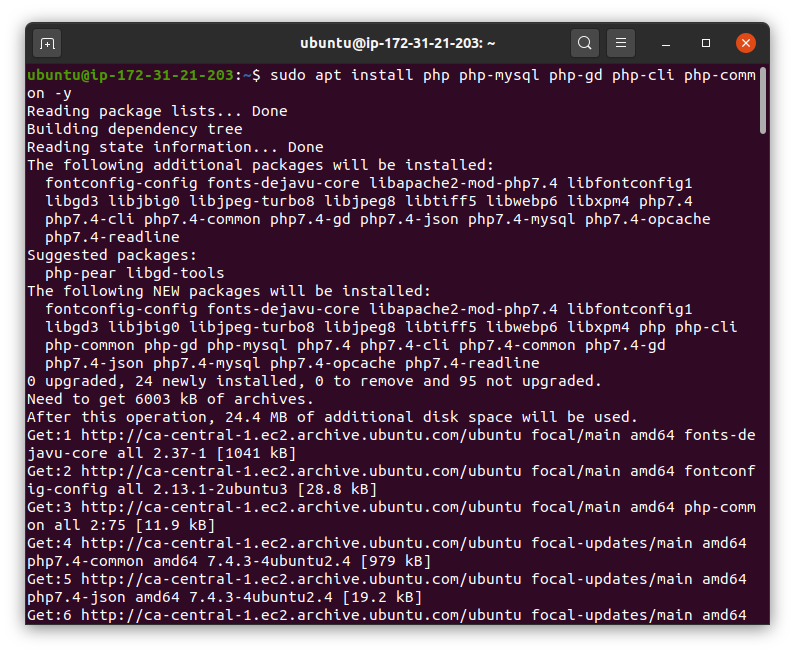 ubuntu@ip-172-31-21-203: ~
ubuntu@ip-172-31-21-203:~$ sudo apt install php php-mysql php-gd php-cli php-comm
on -y
Reading package lists... Done
Building dependency tree
Reading state information... Done
The following additional packages will be installed:
  fontconfig-config fonts-dejavu-core libapache2-mod-php7.4 libfontconfig1
  libgd3 libjbig0 libjpeg-turbo8 libjpeg8 libtiff5 libwebp6 libxpm4 php7.4
  php7.4-cli php7.4-common php7.4-gd php7.4-json php7.4-mysql php7.4-opcache
  php7.4-readline
Suggested packages:
  php-pear libgd-tools
The following NEW packages will be installed:
  fontconfig-config fonts-dejavu-core libapache2-mod-php7.4 libfontconfig1
  libgd3 libjbig0 libjpeg-turbo8 libjpeg8 libtiff5 libwebp6 libxpm4 php php-cli
  php-common php-gd php-mysql php7.4 php7.4-cli php7.4-common php7.4-gd
  php7.4-json php7.4-mysql php7.4-opcache php7.4-readline
0 upgraded, 24 newly installed, 0 to remove and 95 not upgraded.
Need to get 6003 kB of archives.
After this operation, 24.4 MB of additional disk space will be used.
Get:1 http://ca-central-1.ec2.archive.ubuntu.com/ubuntu focal/main amd64 fonts-de
javu-core all 2.37-1 [1041 kB]
Get:2 http://ca-central-1.ec2.archive.ubuntu.com/ubuntu focal/main amd64 fontconf
ig-config all 2.13.1-2ubuntu3 [28.8 kB]
Get:3 http://ca-central-1.ec2.archive.ubuntu.com/ubuntu focal/main amd64 php-comm
on all 2:75 [11.9 kB]
Get:4 http://ca-central-1.ec2.archive.ubuntu.com/ubuntu focal-updates/main amd64
php7.4-common amd64 7.4.3-4ubuntu2.4 [979 kB]
Get:5 http://ca-central-1.ec2.archive.ubuntu.com/ubuntu focal-updates/main amd64
php7.4-json amd64 7.4.3-4ubuntu2.4 [19.2 kB]
Get:6 http://ca-central-1.ec2.archive.ubuntu.com/ubuntu focal-updates/main amd64